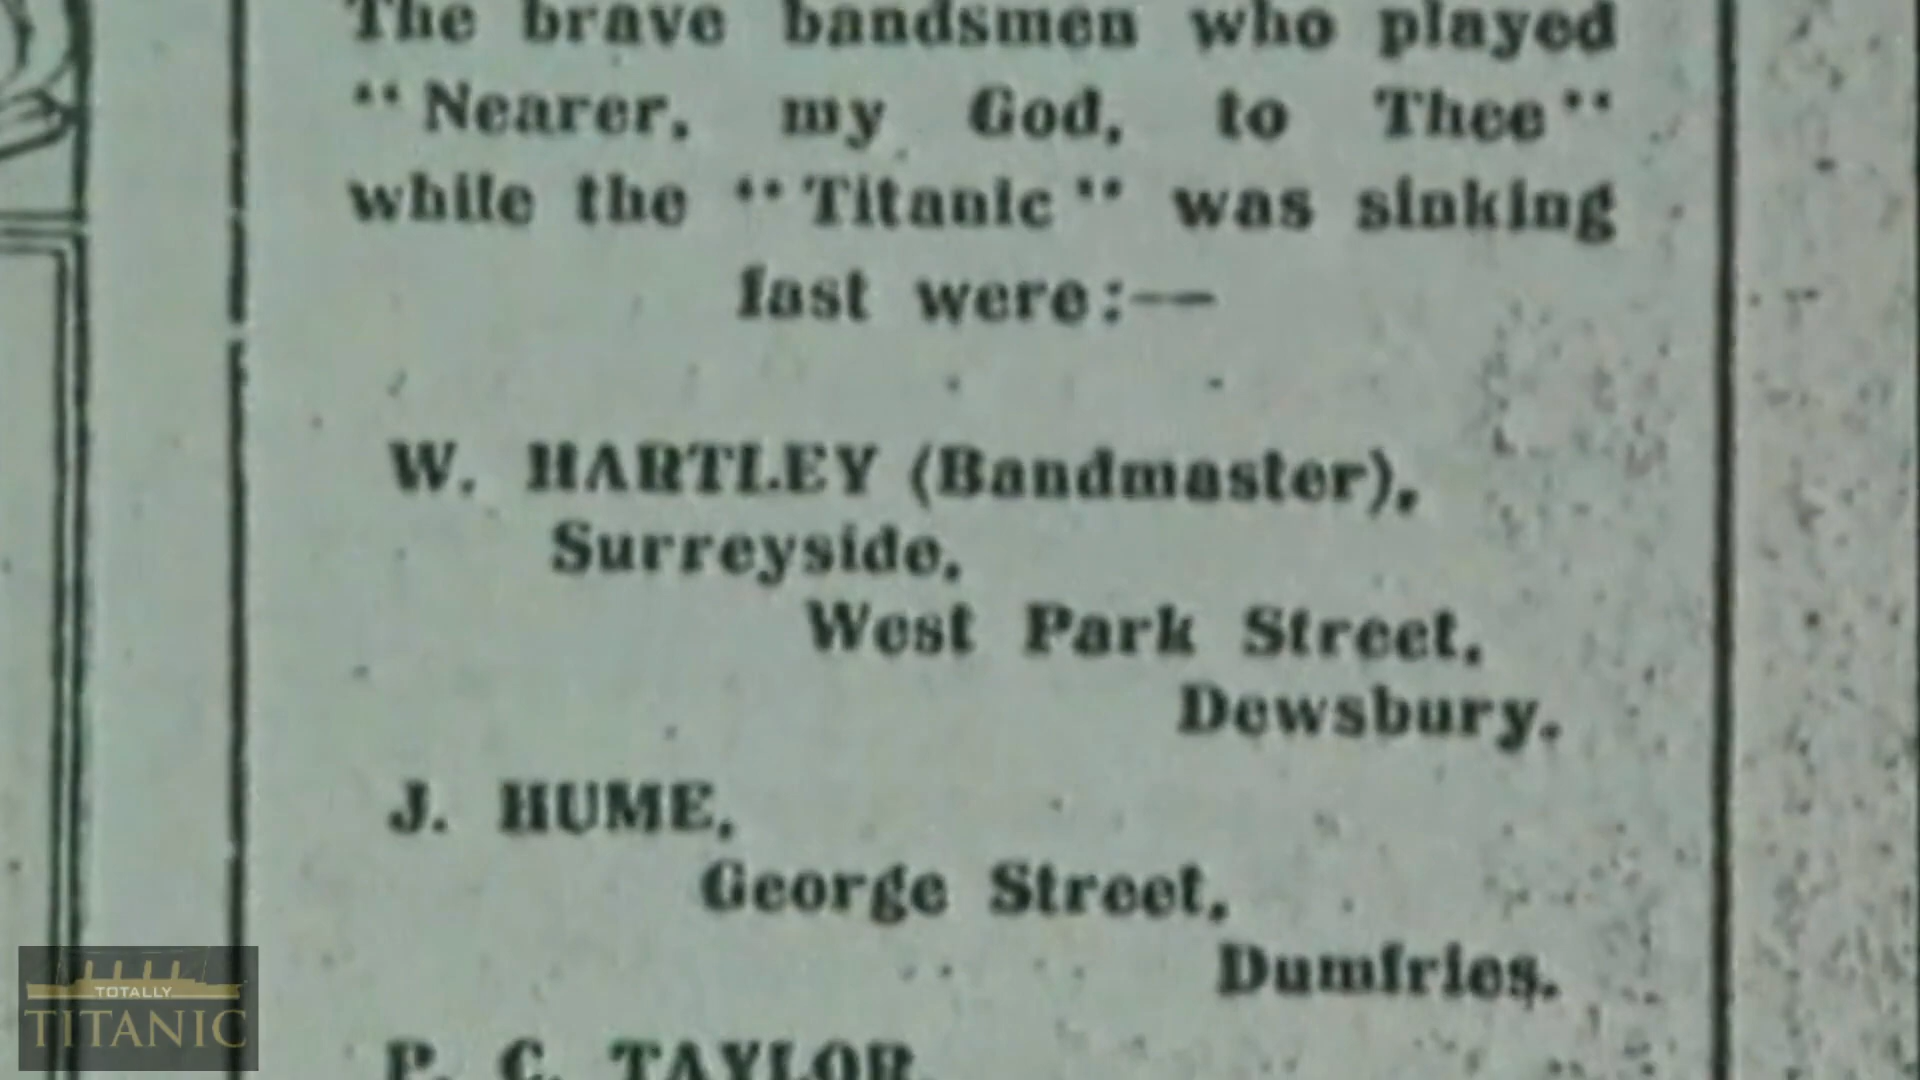 The brave bandsmen who played
"Nearer, my God, to Thee"
while the "Titanic" was sinking
fast were:—
W. HARTLEY (Bandmaster),
Surreyside,
West Park Street,
Dewsbury.
J. HUME,
George Street,
Dumfries.
P. C. TAYLOR
TOTALLY
TITANIC